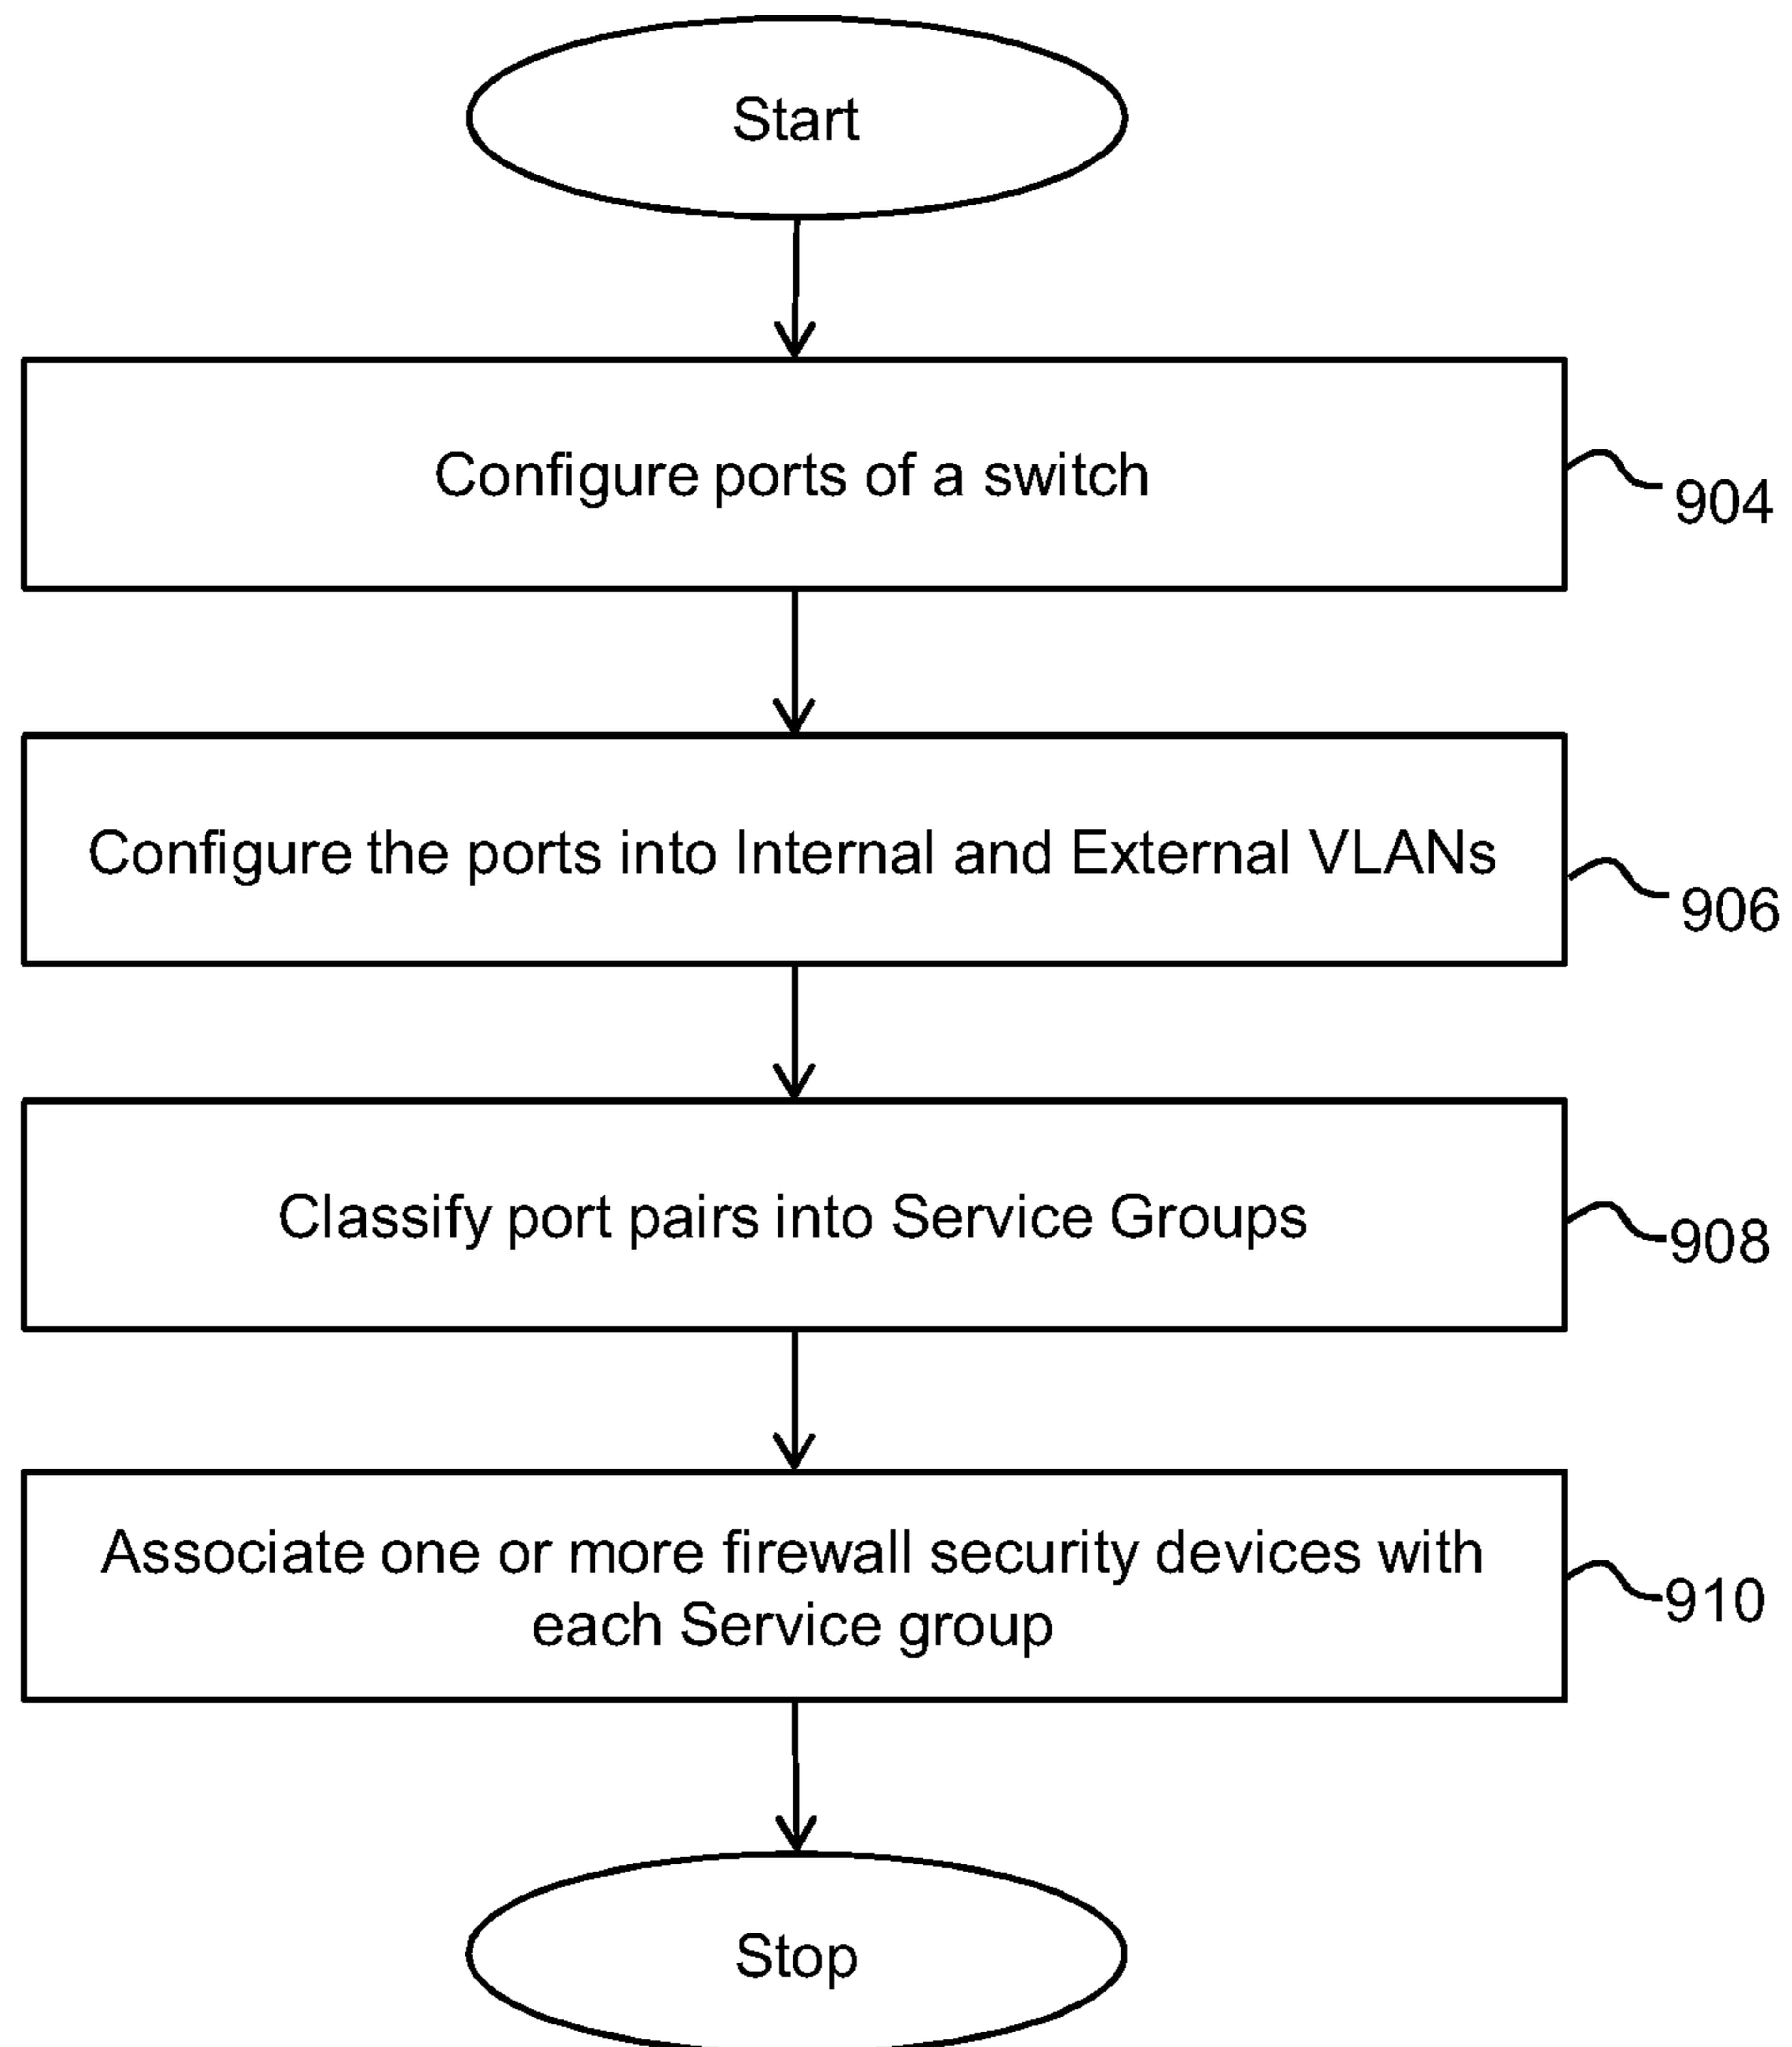 Start
Configure ports of a switch
904
Configure the ports into Internal and External VLANs
906
Classify port pairs into Service Groups
908
Associate one or more firewall security devices with
each Service group
910
Stop